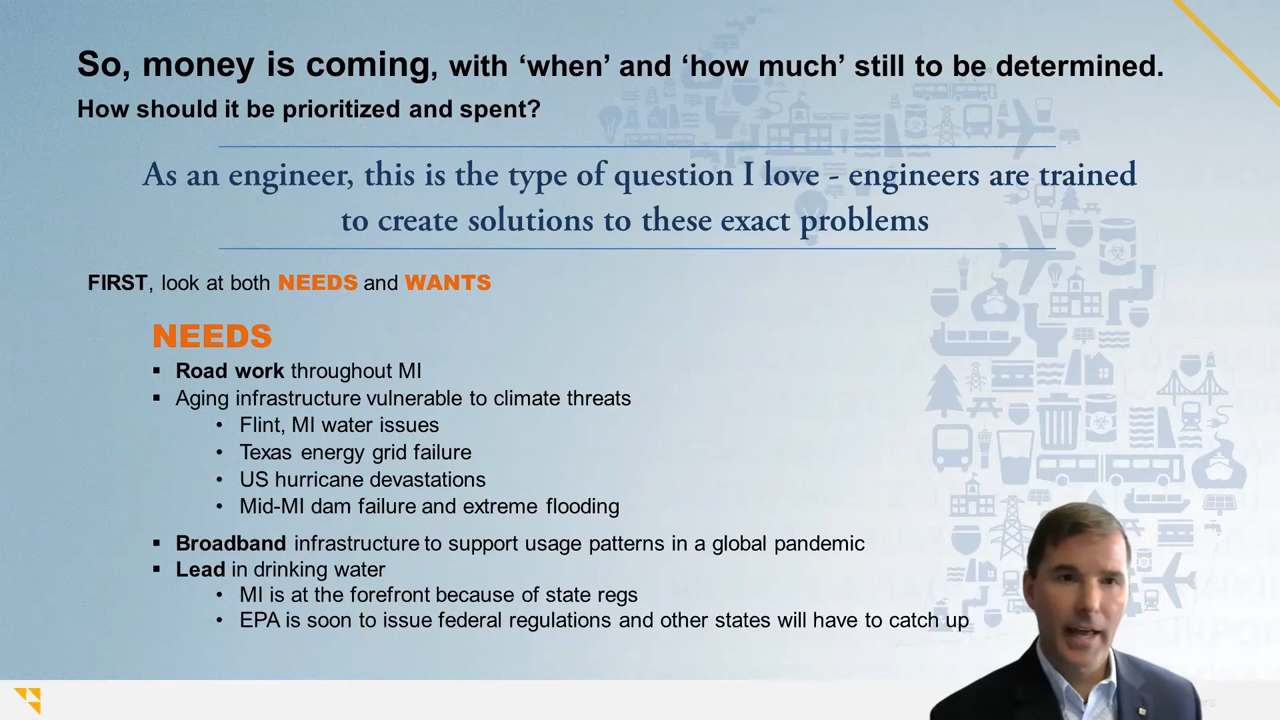 So, money is coming, with ‘when’ and ‘how much’ still to be determined.
How should it be prioritized and spent?
As an engineer, this is the type of question I love - engineers are trained
to create solutions to these exact problems
FIRST, look at both NEEDS and WANTS
NEEDS
▪ Road work throughout MI
▪ Aging infrastructure vulnerable to climate threats
• Flint, MI water issues
• Texas energy grid failure
• US hurricane devastations
• Mid-MI dam failure and extreme flooding
▪ Broadband infrastructure to support usage patterns in a global pandemic
▪ Lead in drinking water
• MI is at the forefront because of state regs
• EPA is soon to issue federal regulations and other states will have to catch up